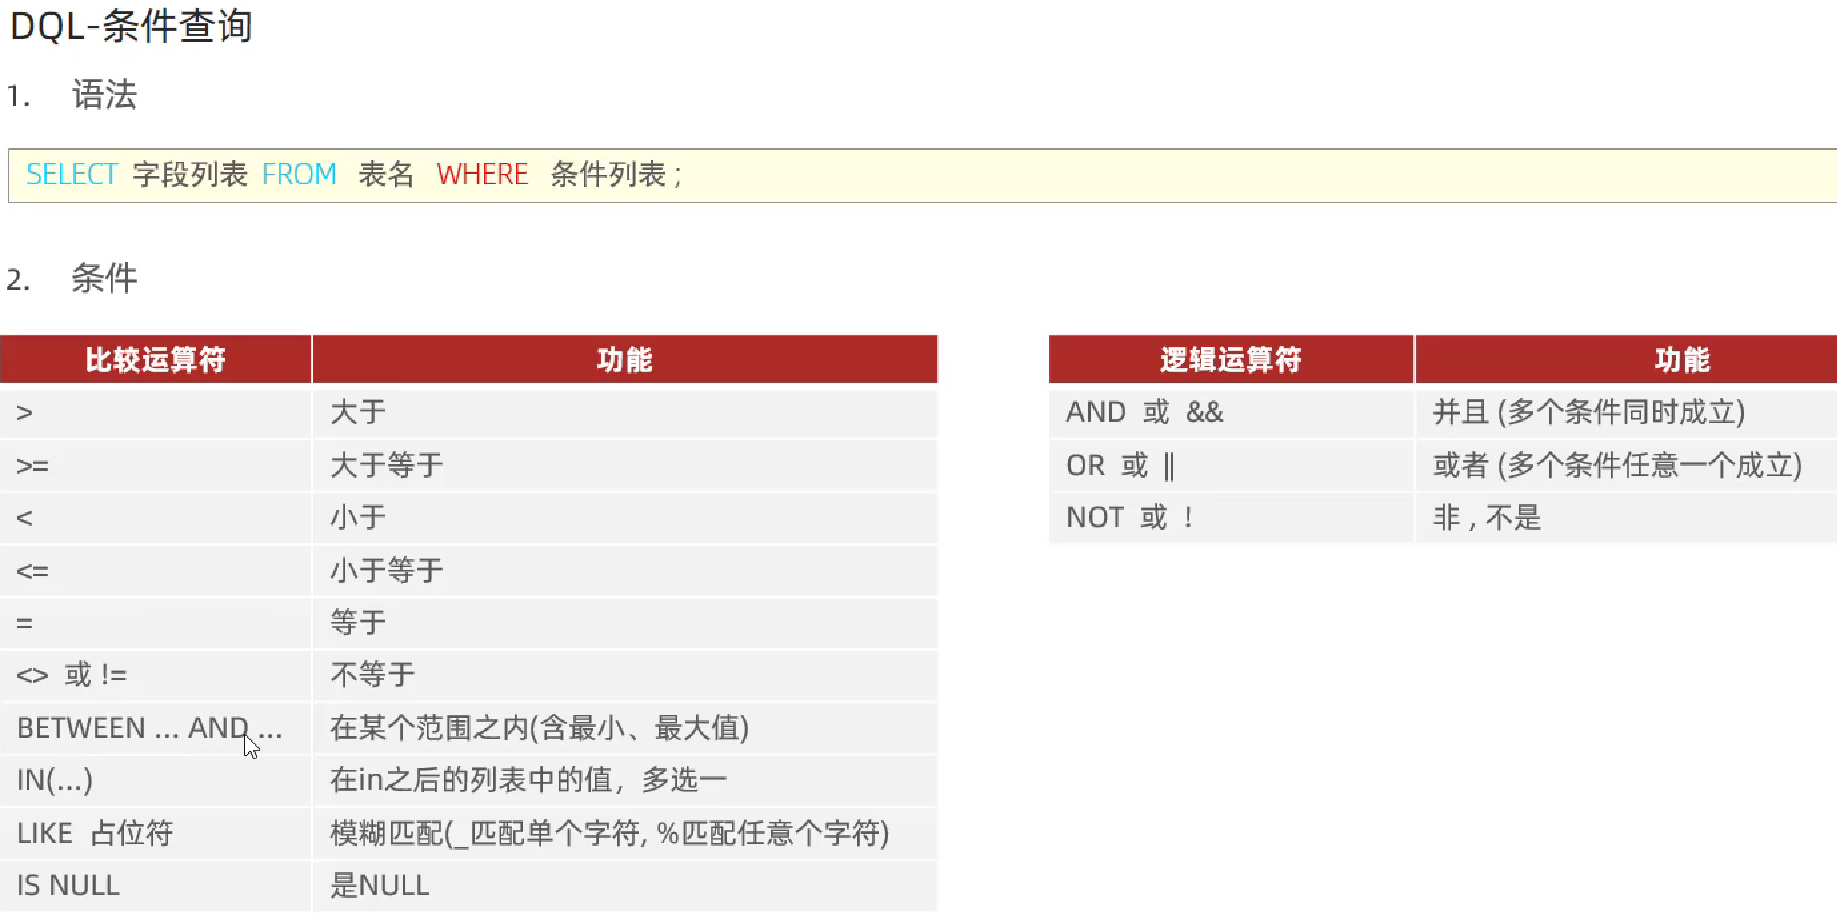 DQL-条件查询
1. 语法
SELECT 字段列表 FROM 表名 WHERE 条件列表 ;
2. 条件
比较运算符 功能
> 大于
>= 大于等于
< 小于
<= 小于等于
= 等于
<> 或 != 不等于
BETWEEN ... AND ... 在某个范围之内(含最小、最大值)
IN(...) 在in之后的列表中的值，多选一
LIKE 占位符 模糊匹配(_匹配单个字符, %匹配任意个字符)
IS NULL 是NULL
逻辑运算符 功能
AND 或 && 并且 (多个条件同时成立)
OR 或 || 或者 (多个条件任意一个成立)
NOT 或 ! 非 , 不是